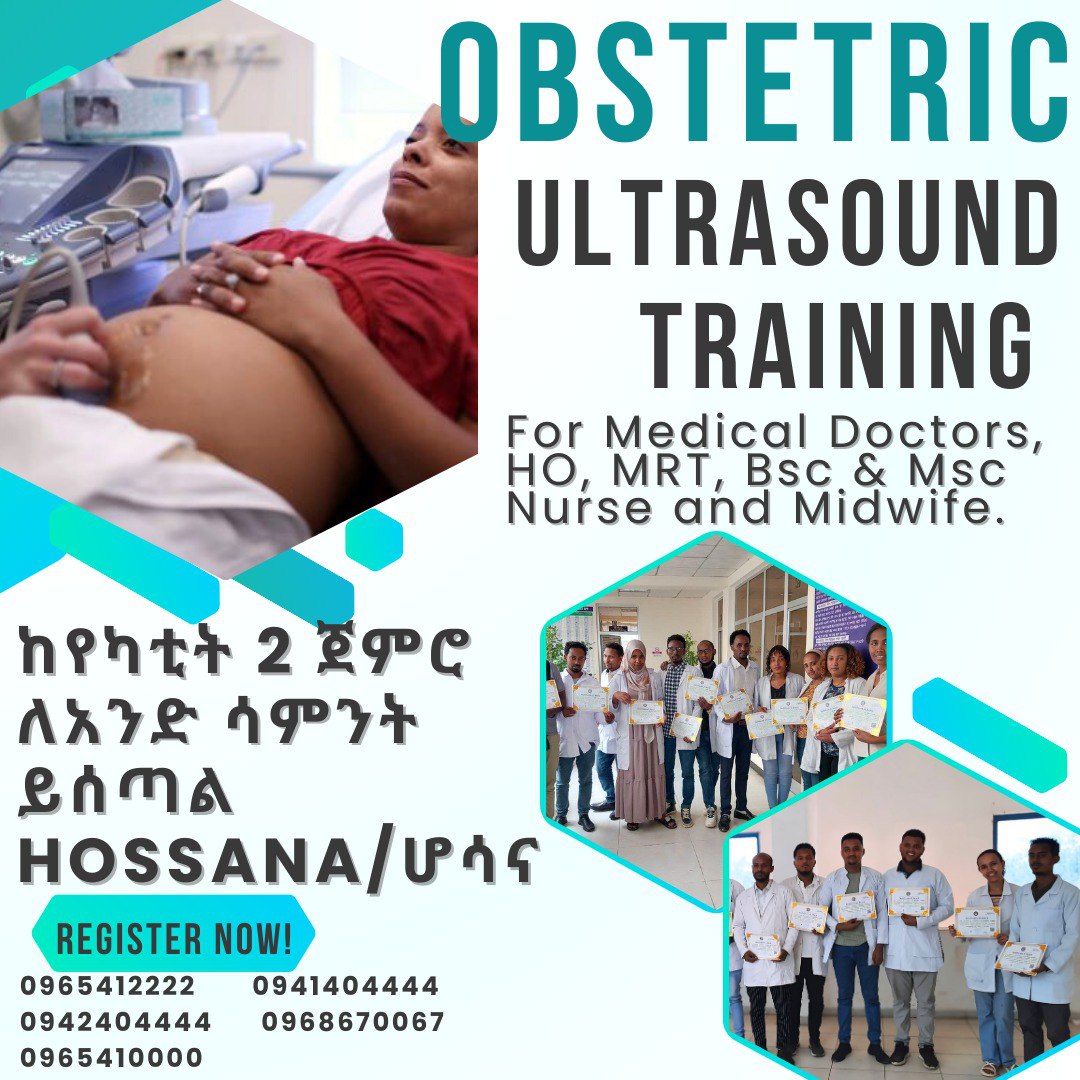 OBSTETRIC
ULTRASOUND
TRAINING
For Medical Doctors,
HO, MRT, Bsc & Msc
Nurse and Midwife.
ከየካቲት 2 ጀምሮ
ለአንድ ሳምንት
ይሰጣል
HOSSANA/ሆሳና
REGISTER NOW!
0965412222 0941404444
0942404444 0968670067
0965410000